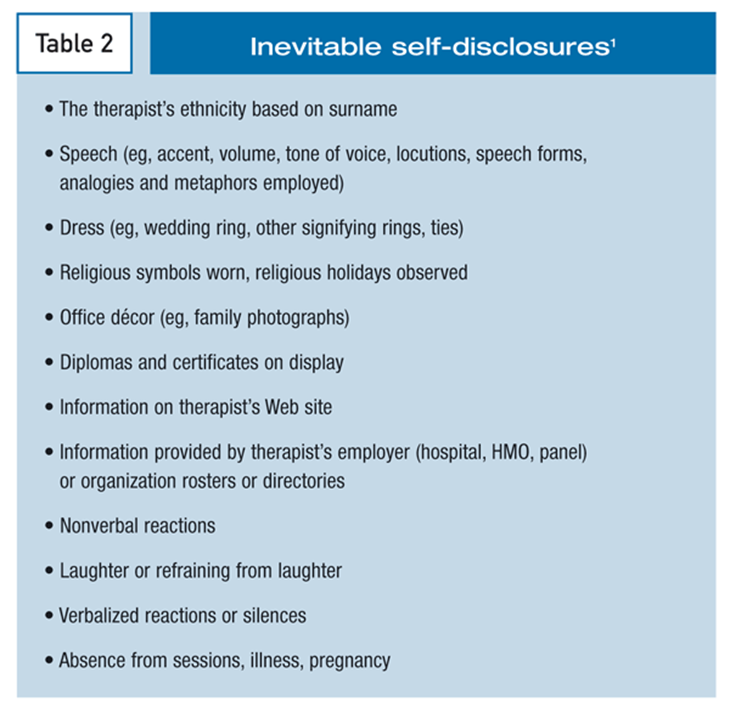 Table 2
Inevitable self-disclosures¹
• The therapist’s ethnicity based on surname
• Speech (eg, accent, volume, tone of voice, locutions, speech forms,
analogies and metaphors employed)
• Dress (eg, wedding ring, other signifying rings, ties)
• Religious symbols worn, religious holidays observed
• Office décor (eg, family photographs)
• Diplomas and certificates on display
• Information on therapist’s Web site
• Information provided by therapist’s employer (hospital, HMO, panel)
or organization rosters or directories
• Nonverbal reactions
• Laughter or refraining from laughter
• Verbalized reactions or silences
• Absence from sessions, illness, pregnancy